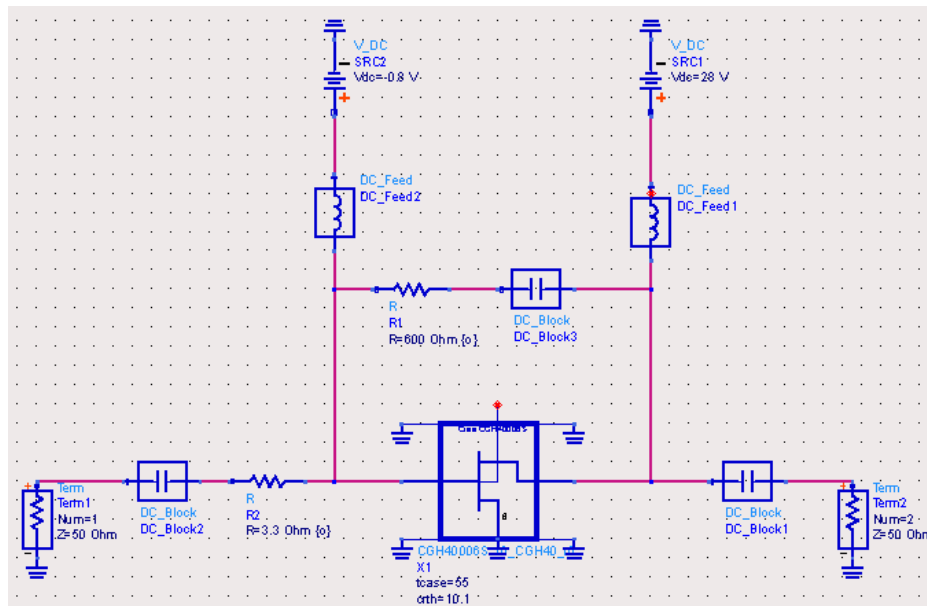 V_DC
SRC2
Vdc=-0.8 V
V_DC
SRC1
Vdc=28 V
DC_Feed
DC_Feed2
DC_Feed
DC_Feed1
R
R1
R=600 Ohm {o}
DC_Block
DC_Block3
Term
Term1
Num=1
Z=50 Ohm
DC_Block
DC_Block2
R
R2
R=3.3 Ohm {o}
X1
tcase=55
crth=10.1
DC_Block
DC_Block1
Term
Term2
Num=2
Z=50 Ohm